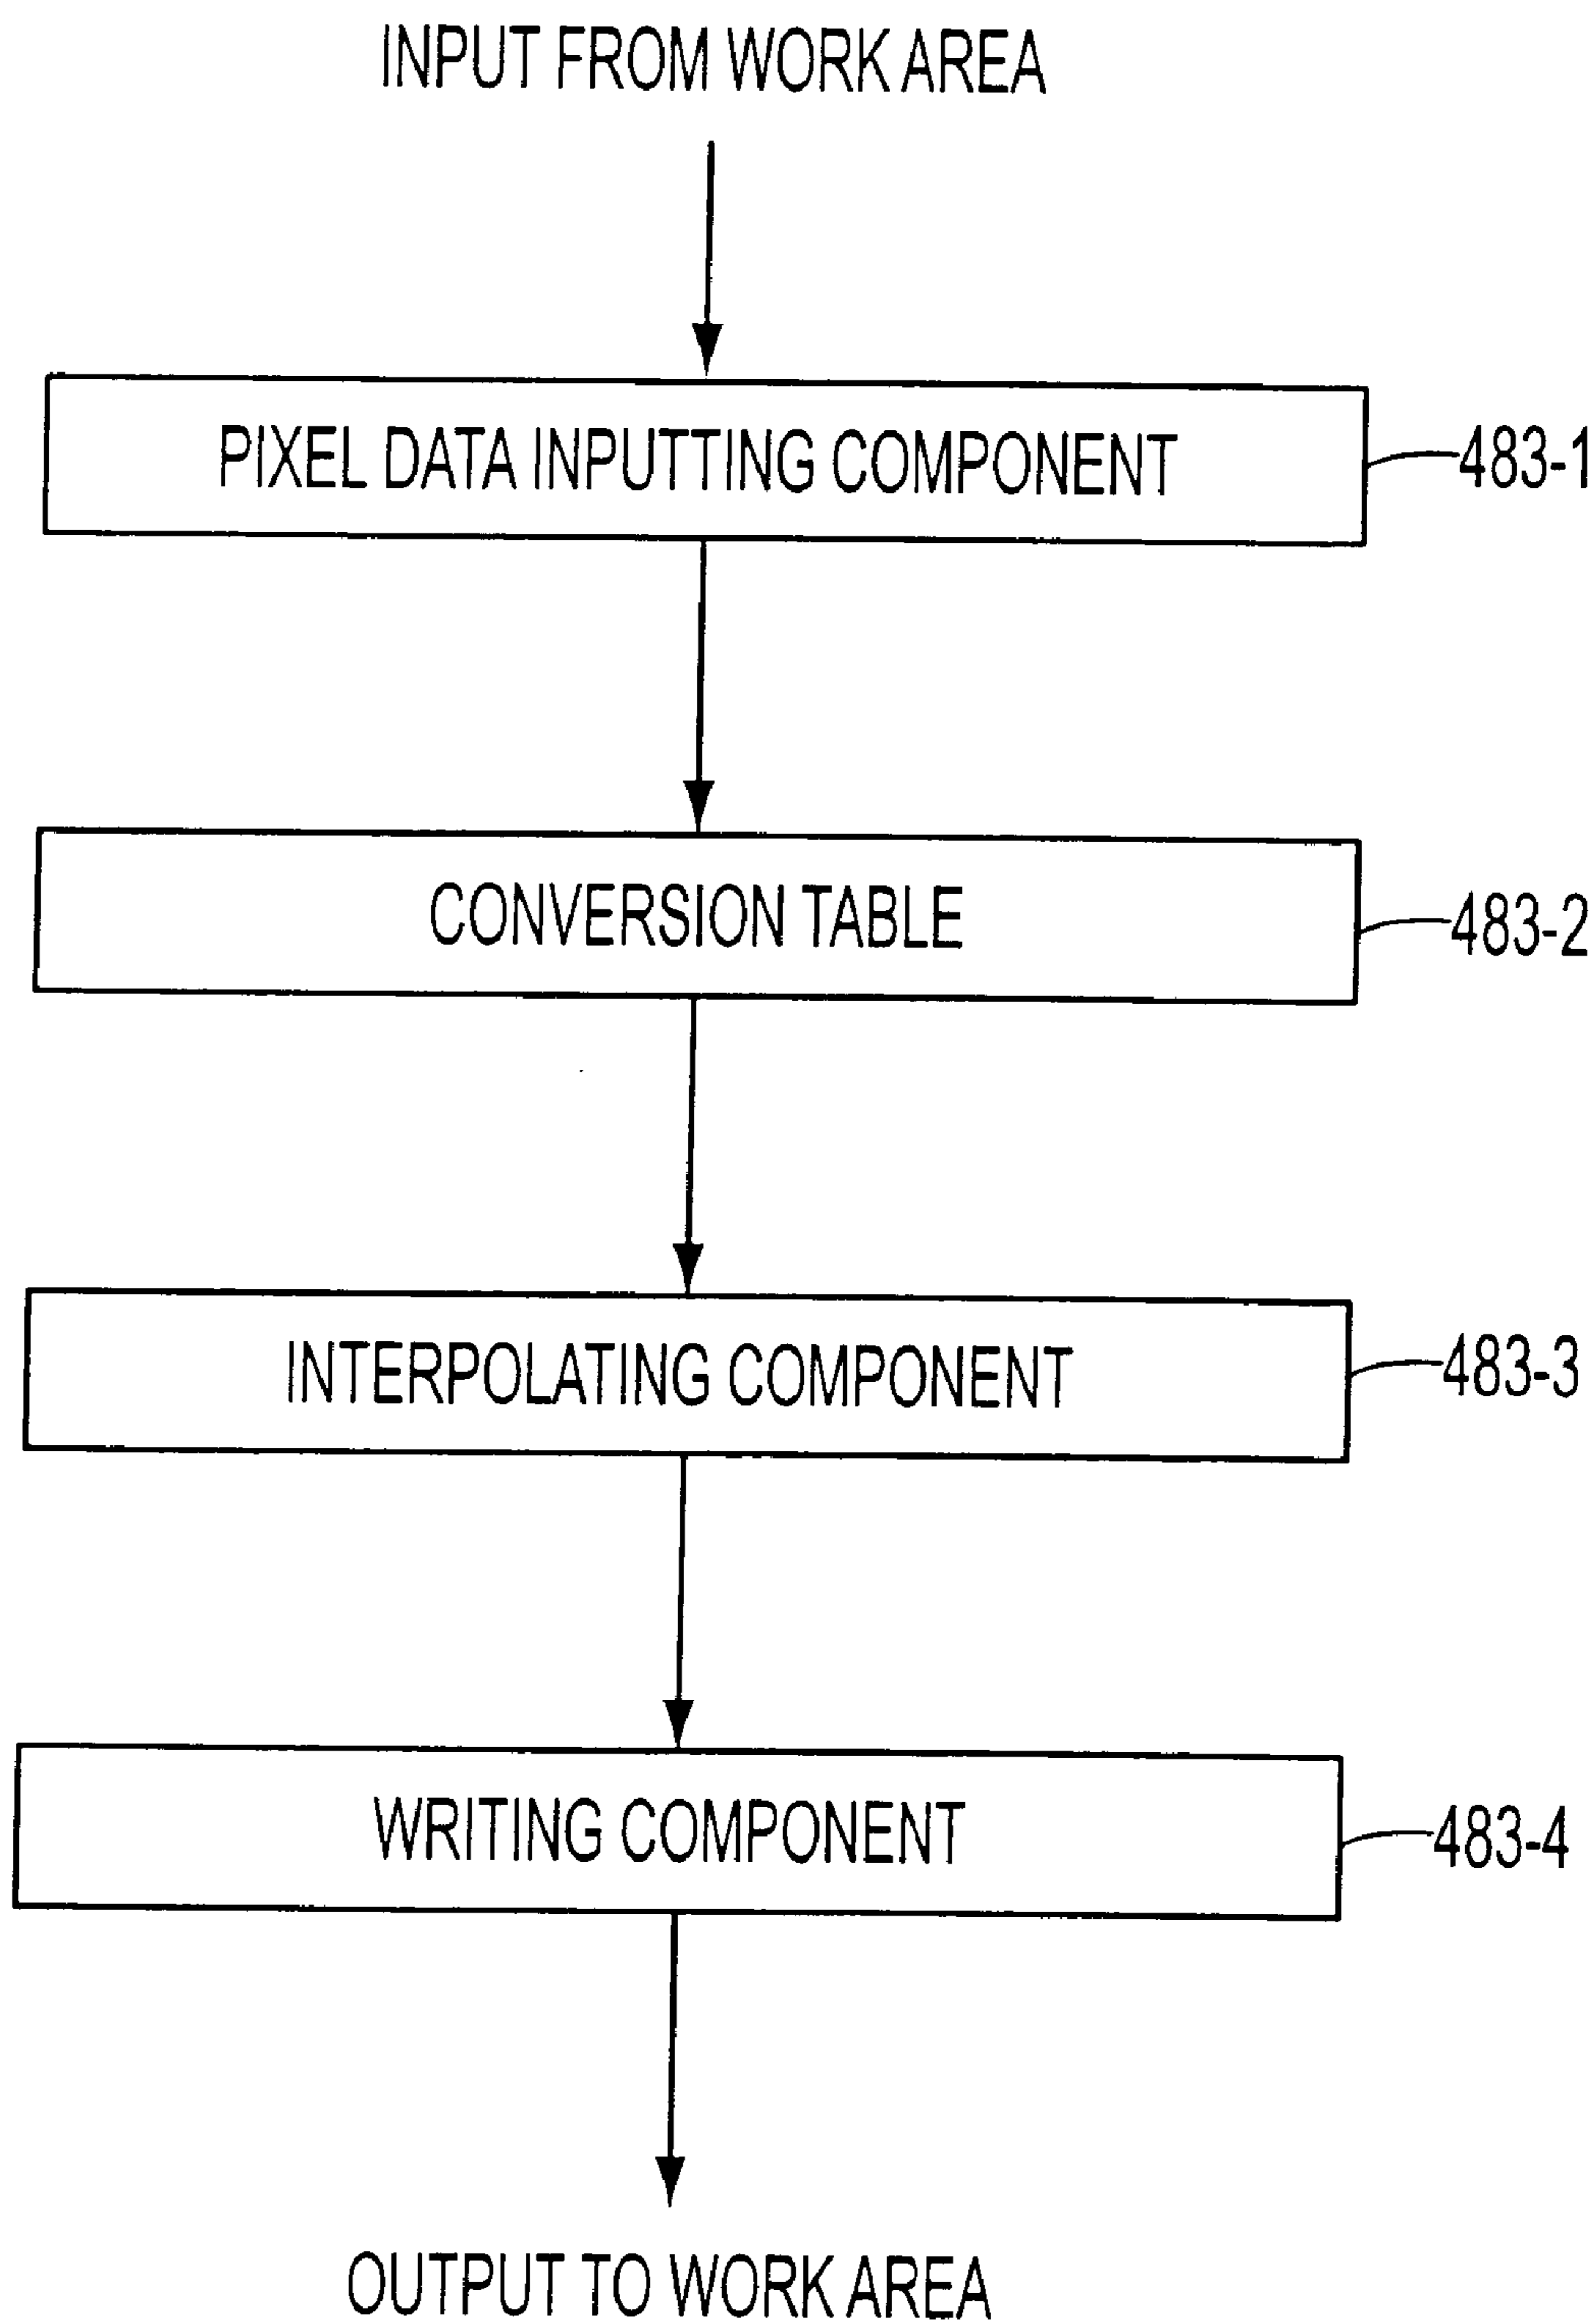 INPUT FROM WORK AREA
PIXEL DATA INPUTTING COMPONENT
483-1
CONVERSION TABLE
483-2
INTERPOLATING COMPONENT
483-3
WRITING COMPONENT
483-4
OUTPUT TO WORK AREA